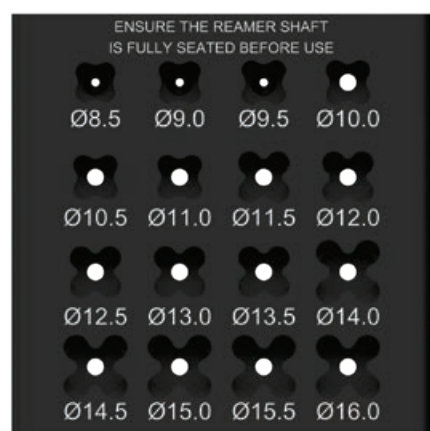 ENSURE THE REAMER SHAFT
IS FULLY SEATED BEFORE USE
Ø8.5 Ø9.0 Ø9.5 Ø10.0
Ø10.5 Ø11.0 Ø11.5 Ø12.0
Ø12.5 Ø13.0 Ø13.5 Ø14.0
Ø14.5 Ø15.0 Ø15.5 Ø16.0